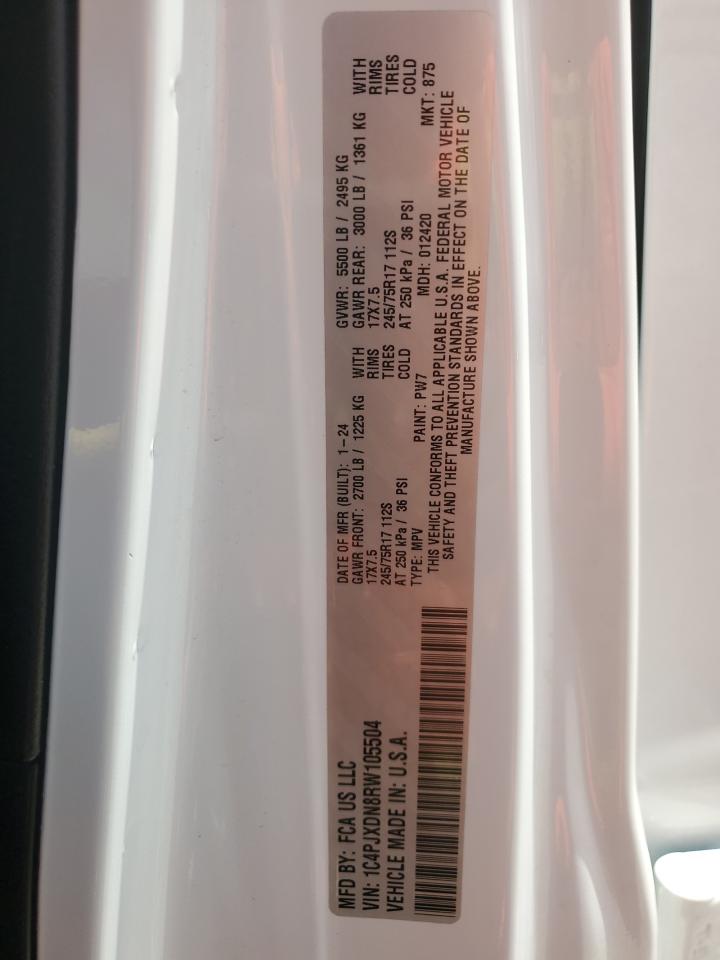 MFD BY: FCA US LLC
VIN: 1C4PJXDN8RW105504
VEHICLE MADE IN: U.S.A.
DATE OF MFR (BUILT): 1-24
GVWR: 5500 LB / 2495 KG
GAWR FRONT: 2700 LB / 1225 KG WITH
17X7.5 RIMS
245/75R17 112S TIRES
AT 250 kPa / 36 PSI COLD
GAWR REAR: 3000 LB / 1361 KG WITH
17X7.5 RIMS
245/75R17 112S TIRES
AT 250 kPa / 36 PSI COLD
TYPE: MPV PAINT: PW7 MDH: 012420 MKT: 875
THIS VEHICLE CONFORMS TO ALL APPLICABLE U.S.A. FEDERAL MOTOR VEHICLE
SAFETY AND THEFT PREVENTION STANDARDS IN EFFECT ON THE DATE OF
MANUFACTURE SHOWN ABOVE.